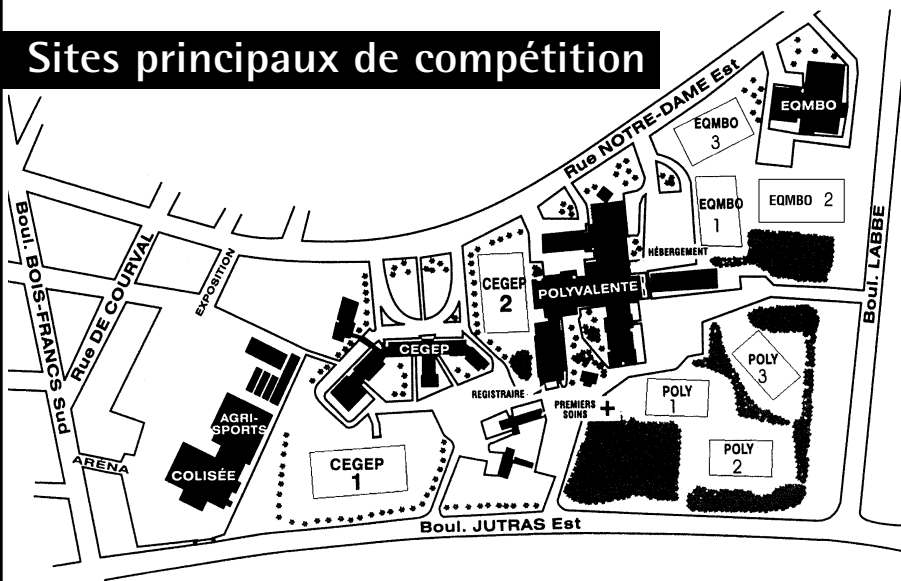 Sites principaux de compétition
EQMBO
Rue NOTRE-DAME Est
EQMBO
3
EQMBO
1
EQMBO 2
HÉBERGEMENT
Boul. LABBE
Boul. BOIS-FRANCS Sud
Rue DE COURVAL
EXPOSITION
CEGEP
2
POLYVALENTE
CEGEP
REGISTRAIRE
PREMIERS
SOINS
POLY
1
POLY
3
POLY
2
AGRI-
SPORTS
COLISÉE
ARÉNA
CEGEP
1
Boul. JUTRAS Est